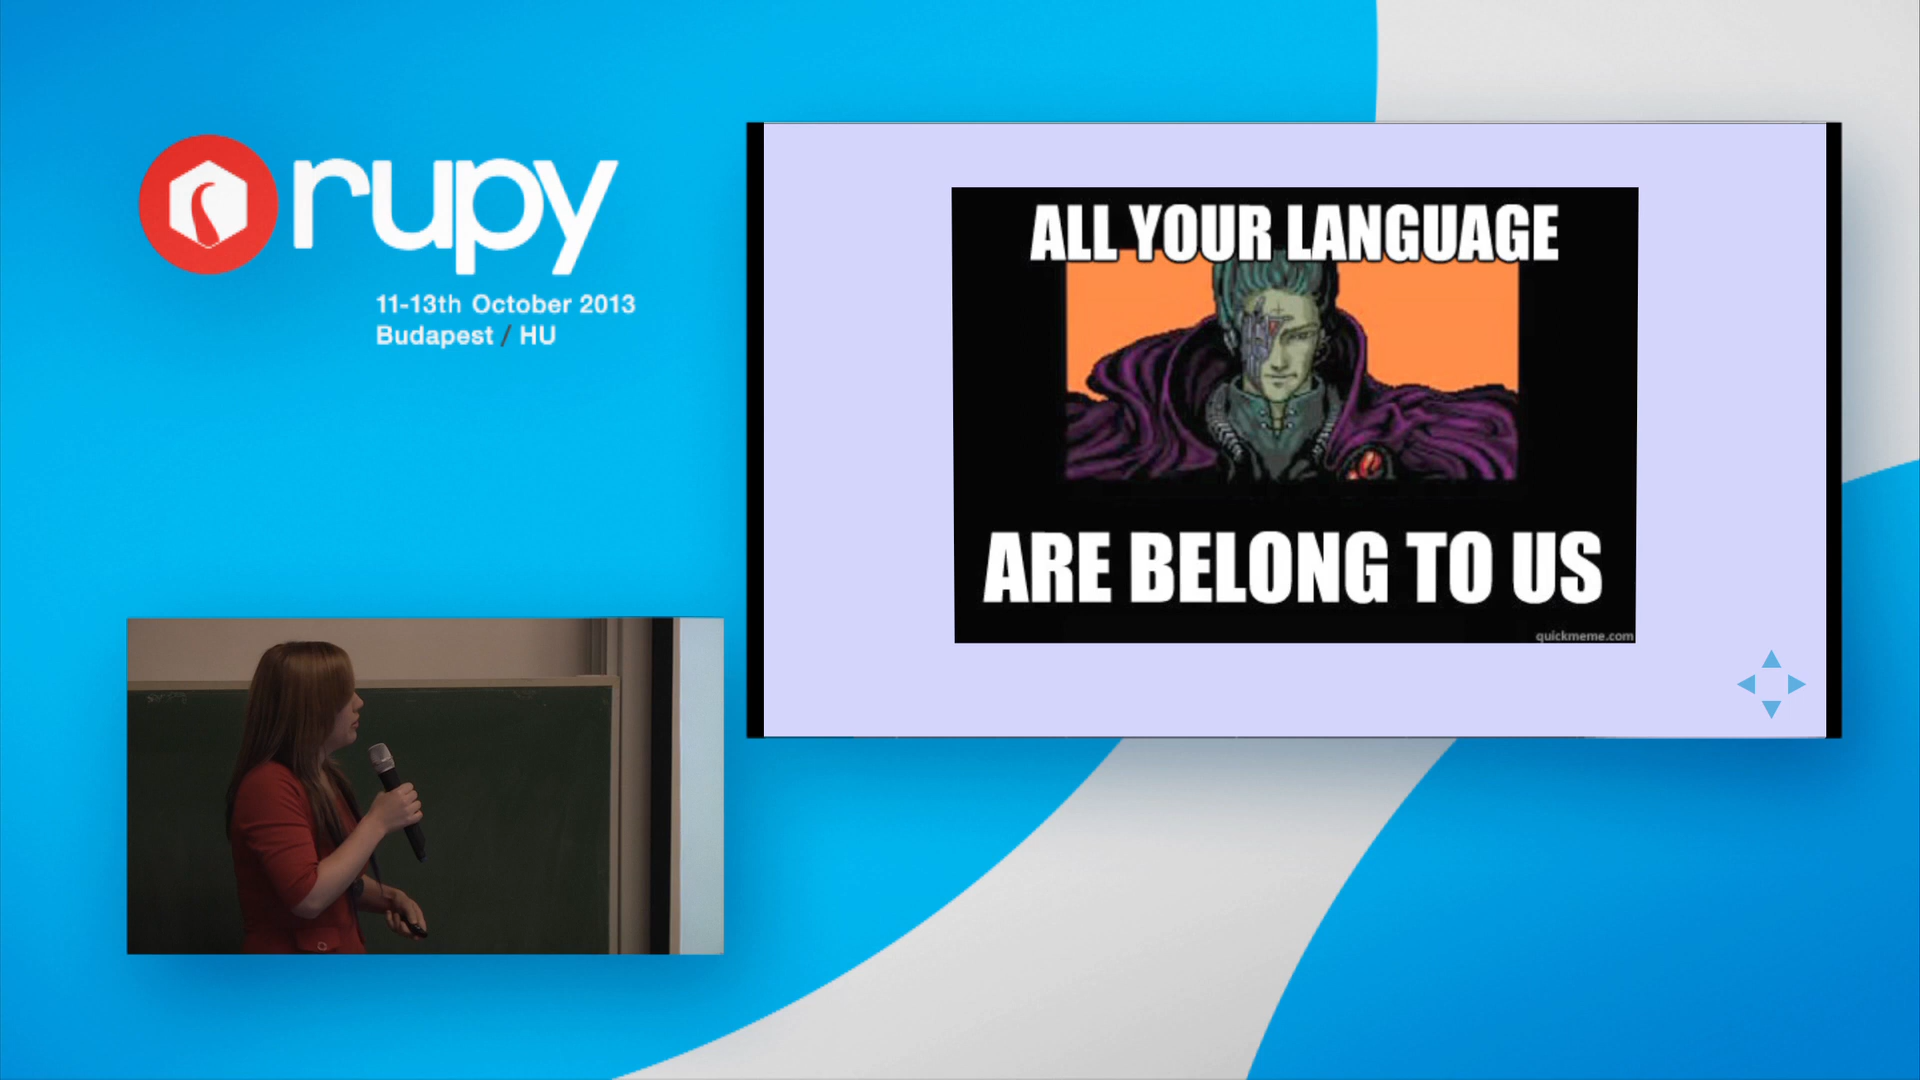 rupy
11-13th October 2013
Budapest / HU
ALL YOUR LANGUAGE
ARE BELONG TO US
quickmeme.com